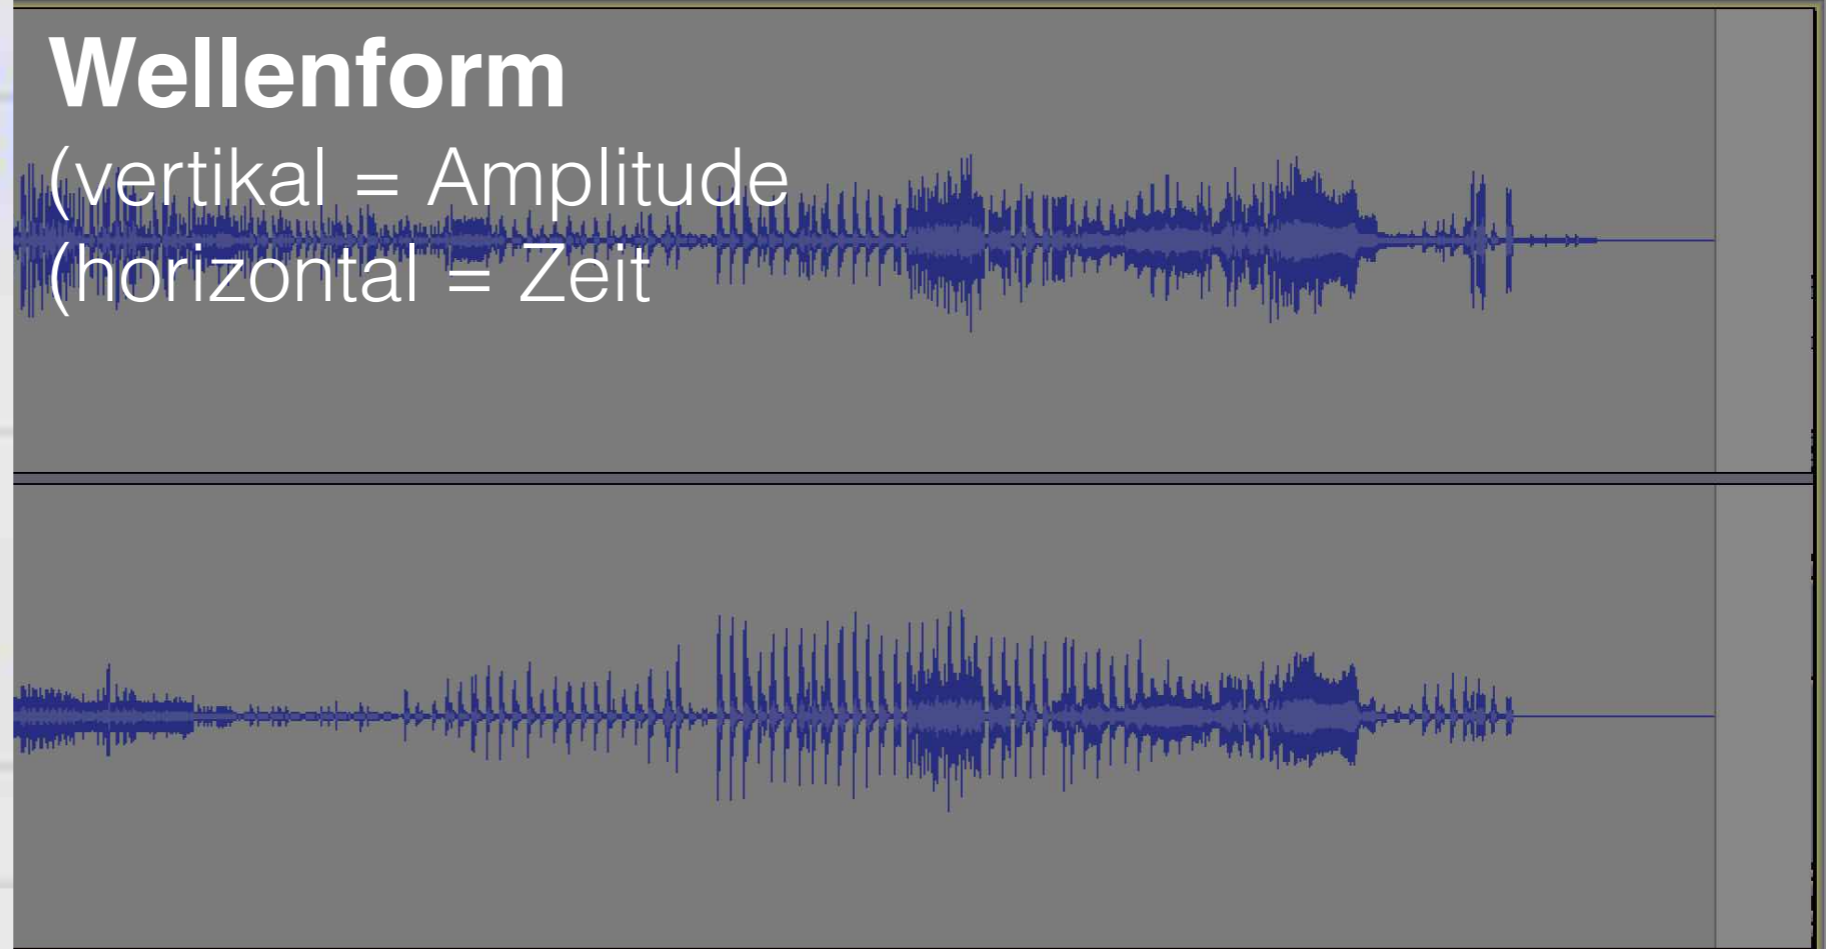 Wellenform
(vertikal = Amplitude
(horizontal = Zeit